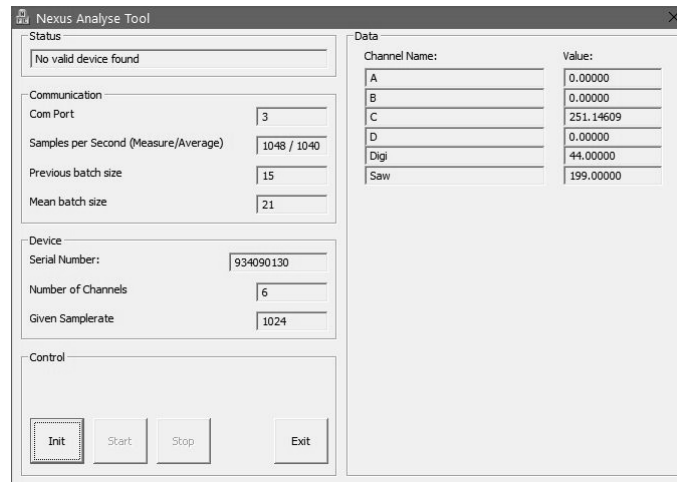 Nexus Analyse Tool
Status
No valid device found
Communication
Com Port 3
Samples per Second (Measure/Average) 1048 / 1040
Previous batch size 15
Mean batch size 21
Device
Serial Number: 934090130
Number of Channels 6
Given Samplerate 1024
Control
Init Start Stop Exit
Data
Channel Name: Value:
A 0.00000
B 0.00000
C 251.14609
D 0.00000
Digi 44.00000
Saw 199.00000